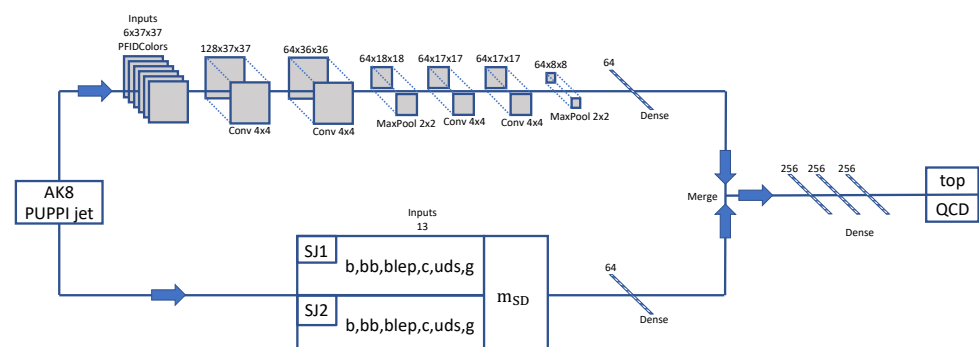 Inputs
6x37x37
PFIDColors
128x37x37
64x36x36
64x18x18
64x17x17
64x17x17
64x8x8
64
Conv 4x4
Conv 4x4
MaxPool 2x2
Conv 4x4
Conv 4x4
MaxPool 2x2
Dense
AK8
PUPPI jet
Merge
256
256
256
Dense
top
QCD
Inputs
13
SJ1
b,bb,blep,c,uds,g
SJ2
b,bb,blep,c,uds,g
mSD
64
Dense